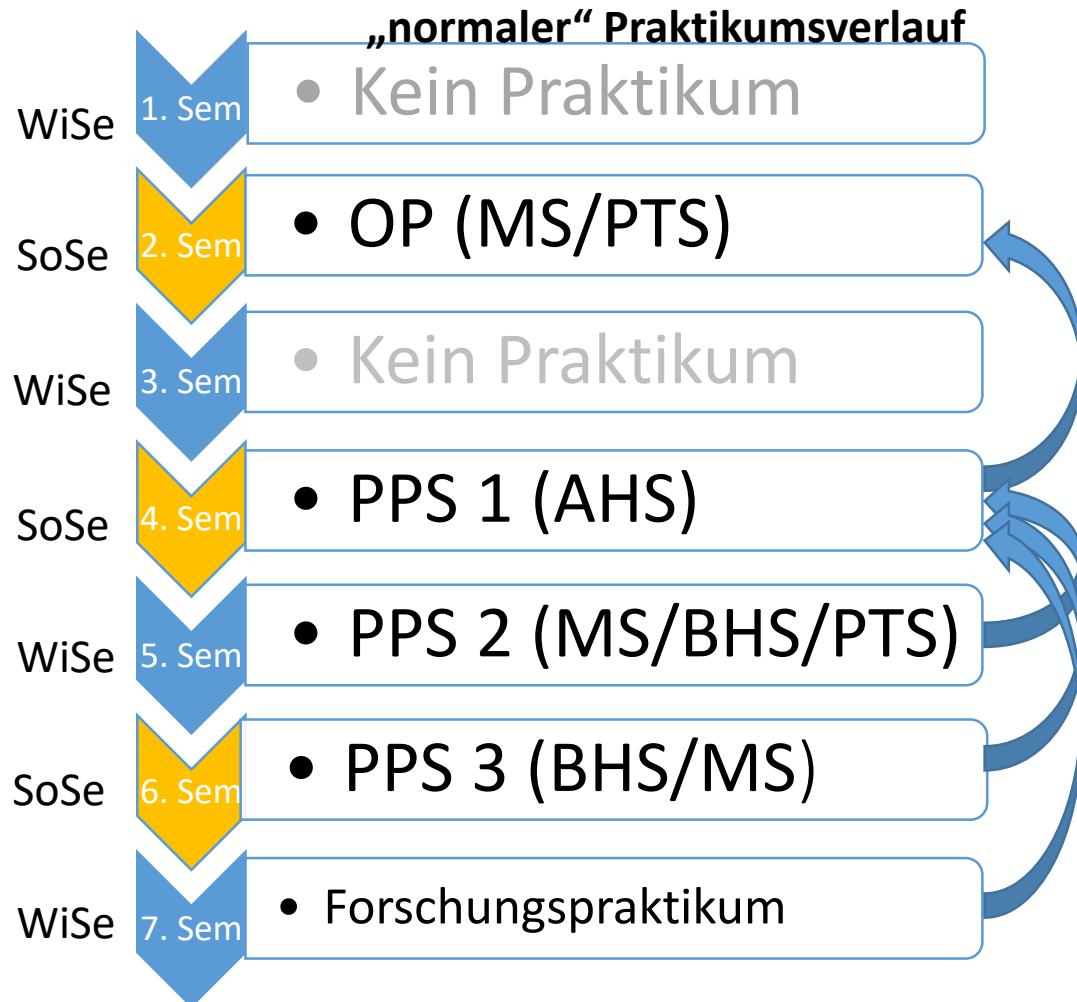 „normaler“ Praktikumsverlauf
WiSe 1. Sem • Kein Praktikum
SoSe 2. Sem • OP (MS/PTS)
WiSe 3. Sem • Kein Praktikum
SoSe 4. Sem • PPS 1 (AHS)
WiSe 5. Sem • PPS 2 (MS/BHS/PTS)
SoSe 6. Sem • PPS 3 (BHS/MS)
WiSe 7. Sem • Forschungspraktikum